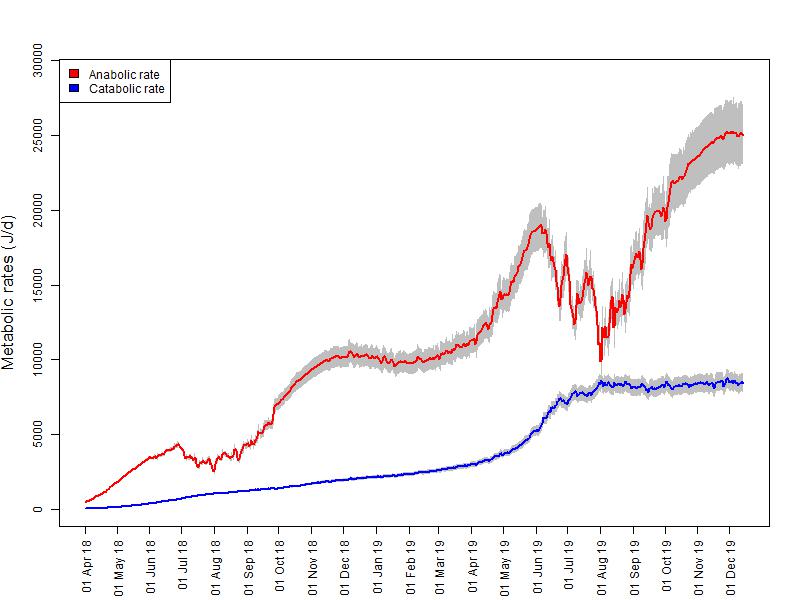 Metabolic rates (J/d)
30000
25000
20000
15000
10000
5000
0
Anabolic rate
Catabolic rate
01 Apr 18
01 May 18
01 Jun 18
01 Jul 18
01 Aug 18
01 Sep 18
01 Oct 18
01 Nov 18
01 Dec 18
01 Jan 19
01 Feb 19
01 Mar 19
01 Apr 19
01 May 19
01 Jun 19
01 Jul 19
01 Aug 19
01 Sep 19
01 Oct 19
01 Nov 19
01 Dec 19